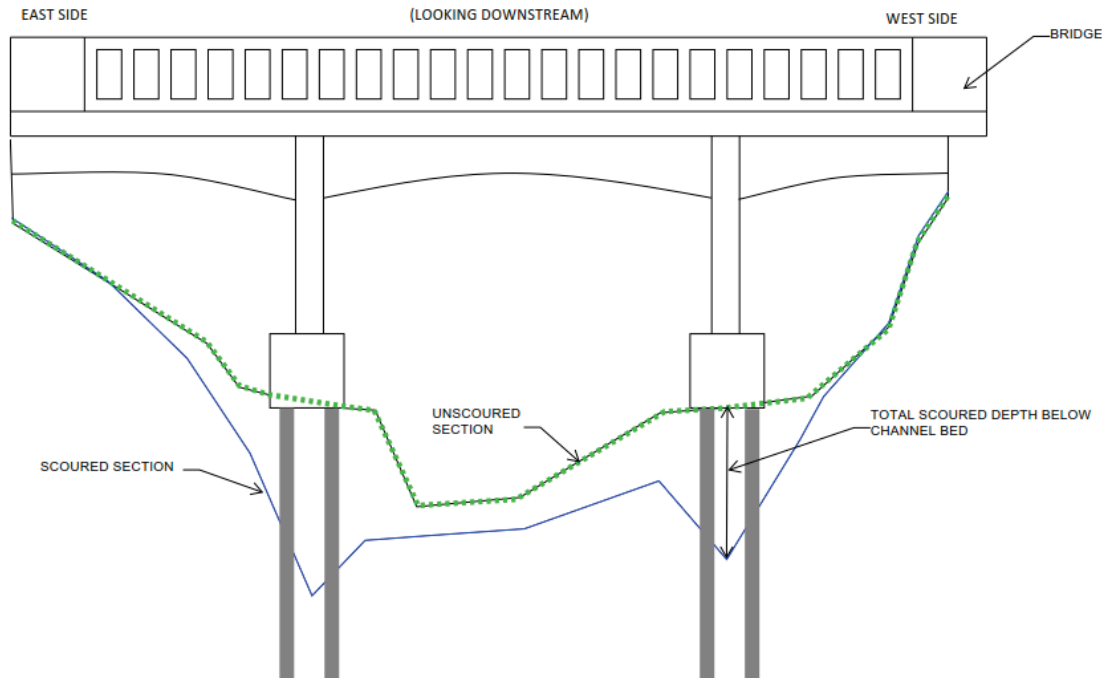 EAST SIDE
(LOOKING DOWNSTREAM)
WEST SIDE
BRIDGE
UNSCOURED
SECTION
TOTAL SCOURED DEPTH BELOW
CHANNEL BED
SCOURED SECTION